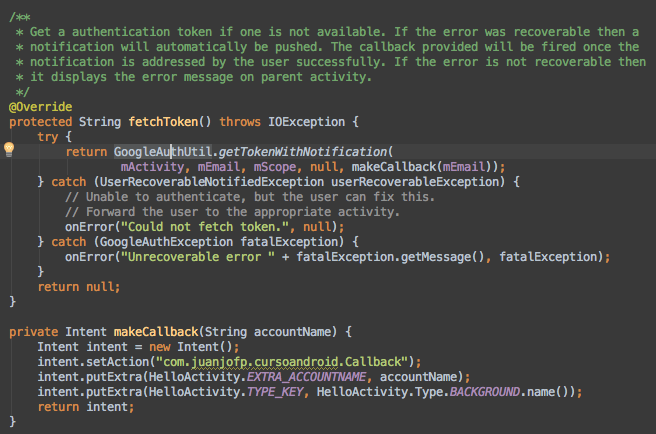 /**
 * Get a authentication token if one is not available. If the error was recoverable then a
 * notification will automatically be pushed. The callback provided will be fired once the
 * notification is addressed by the user successfully. If the error is not recoverable then
 * it displays the error message on parent activity.
 */
@Override
protected String fetchToken() throws IOException {
    try {
        return GoogleAuthUtil.getTokenWithNotification(
                mActivity, mEmail, mScope, null, makeCallback(mEmail));
    } catch (UserRecoverableNotifiedException userRecoverableException) {
        // Unable to authenticate, but the user can fix this.
        // Forward the user to the appropriate activity.
        onError("Could not fetch token.", null);
    } catch (GoogleAuthException fatalException) {
        onError("Unrecoverable error " + fatalException.getMessage(), fatalException);
    }
    return null;
}
private Intent makeCallback(String accountName) {
    Intent intent = new Intent();
    intent.setAction("com.juanjofp.cursoandroid.Callback");
    intent.putExtra(HelloActivity.EXTRA_ACCOUNTNAME, accountName);
    intent.putExtra(HelloActivity.TYPE_KEY, HelloActivity.Type.BACKGROUND.name());
    return intent;
}